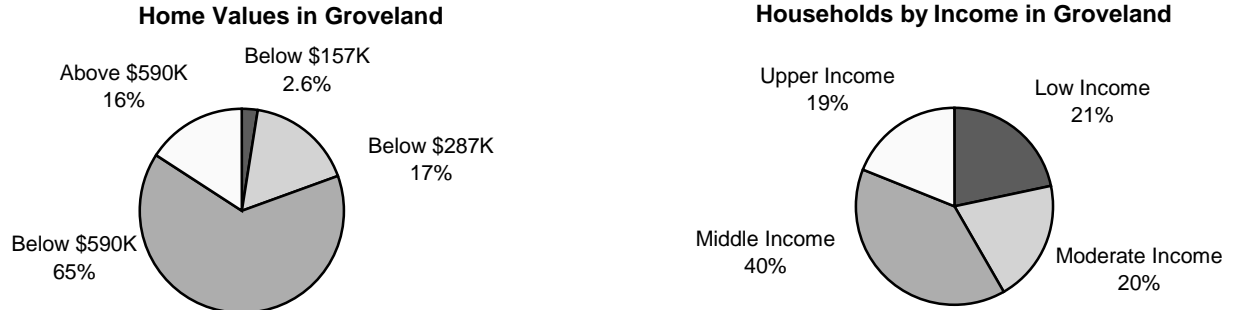 Home Values in Groveland
Below $157K
2.6%
Above $590K
16%
Below $287K
17%
Below $590K
65%
Households by Income in Groveland
Upper Income
19%
Low Income
21%
Middle Income
40%
Moderate Income
20%